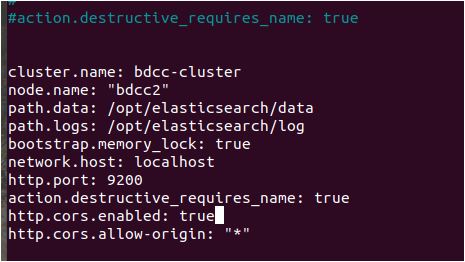 #
#action.destructive_requires_name: true
cluster.name: bdcc-cluster
node.name: "bdcc2"
path.data: /opt/elasticsearch/data
path.logs: /opt/elasticsearch/log
bootstrap.memory_lock: true
network.host: localhost
http.port: 9200
action.destructive_requires_name: true
http.cors.enabled: true
http.cors.allow-origin: "*"